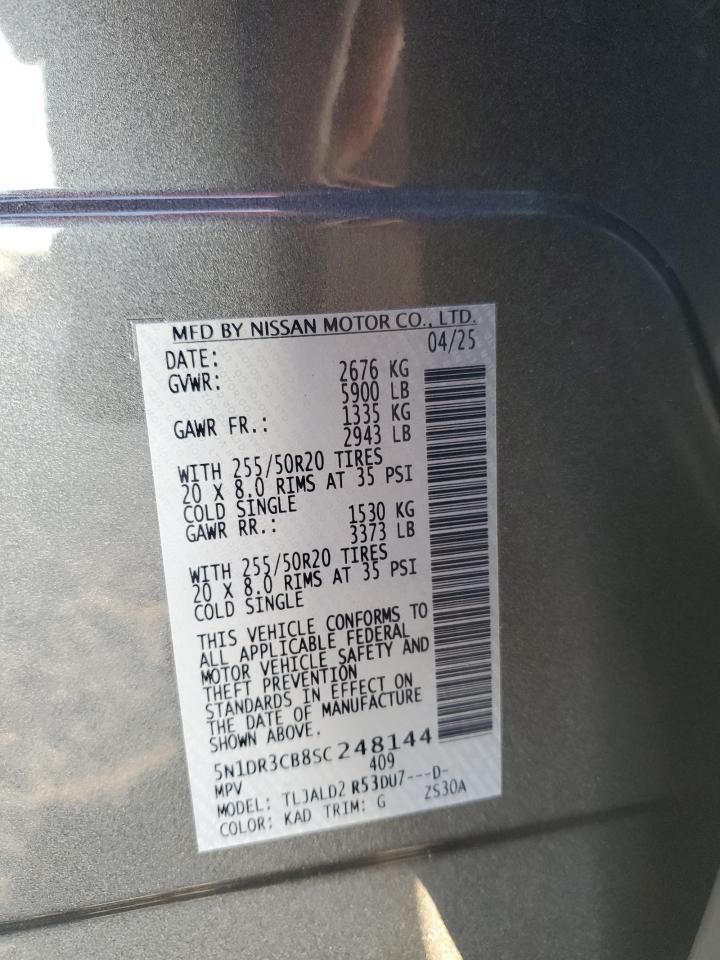 MFD BY NISSAN MOTOR CO., LTD.
DATE: 04/25
GVWR: 2676 KG
5900 LB
GAWR FR.: 1335 KG
2943 LB
WITH 255/50R20 TIRES
20 X 8.0 RIMS AT 35 PSI
COLD SINGLE
GAWR RR.: 1530 KG
3373 LB
WITH 255/50R20 TIRES
20 X 8.0 RIMS AT 35 PSI
COLD SINGLE
THIS VEHICLE CONFORMS TO
ALL APPLICABLE FEDERAL
MOTOR VEHICLE SAFETY AND
THEFT PREVENTION
STANDARDS IN EFFECT ON
THE DATE OF MANUFACTURE
SHOWN ABOVE.
5N1DR3CB8SC248144
MPV 409
MODEL: TLJALD2 R53DU7---D-
COLOR: KAD TRIM: G ZS30A